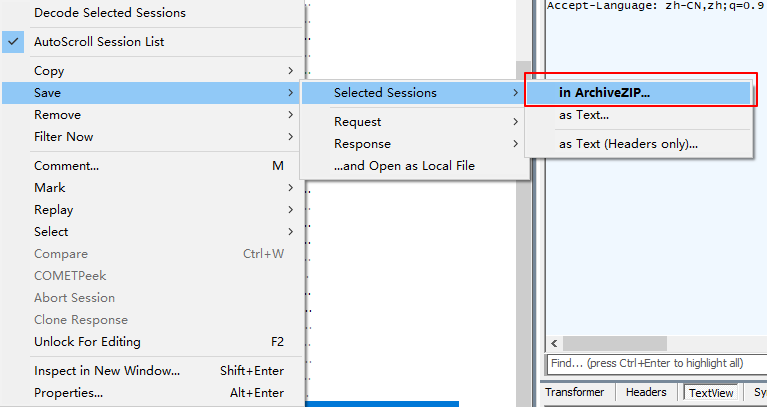 Decode Selected Sessions
AutoScroll Session List
Copy
Save
Remove
Filter Now
Comment... M
Mark
Replay
Select
Compare Ctrl+W
COMETPeek
Abort Session
Clone Response
Unlock For Editing F2
Inspect in New Window... Shift+Enter
Properties... Alt+Enter
Selected Sessions
Request
Response
...and Open as Local File
in ArchiveZIP...
as Text...
as Text (Headers only)...
Accept-Language: zh-CN,zh;q=0.9
Find... (press Ctrl+Enter to highlight all)
Transformer Headers TextView Sy